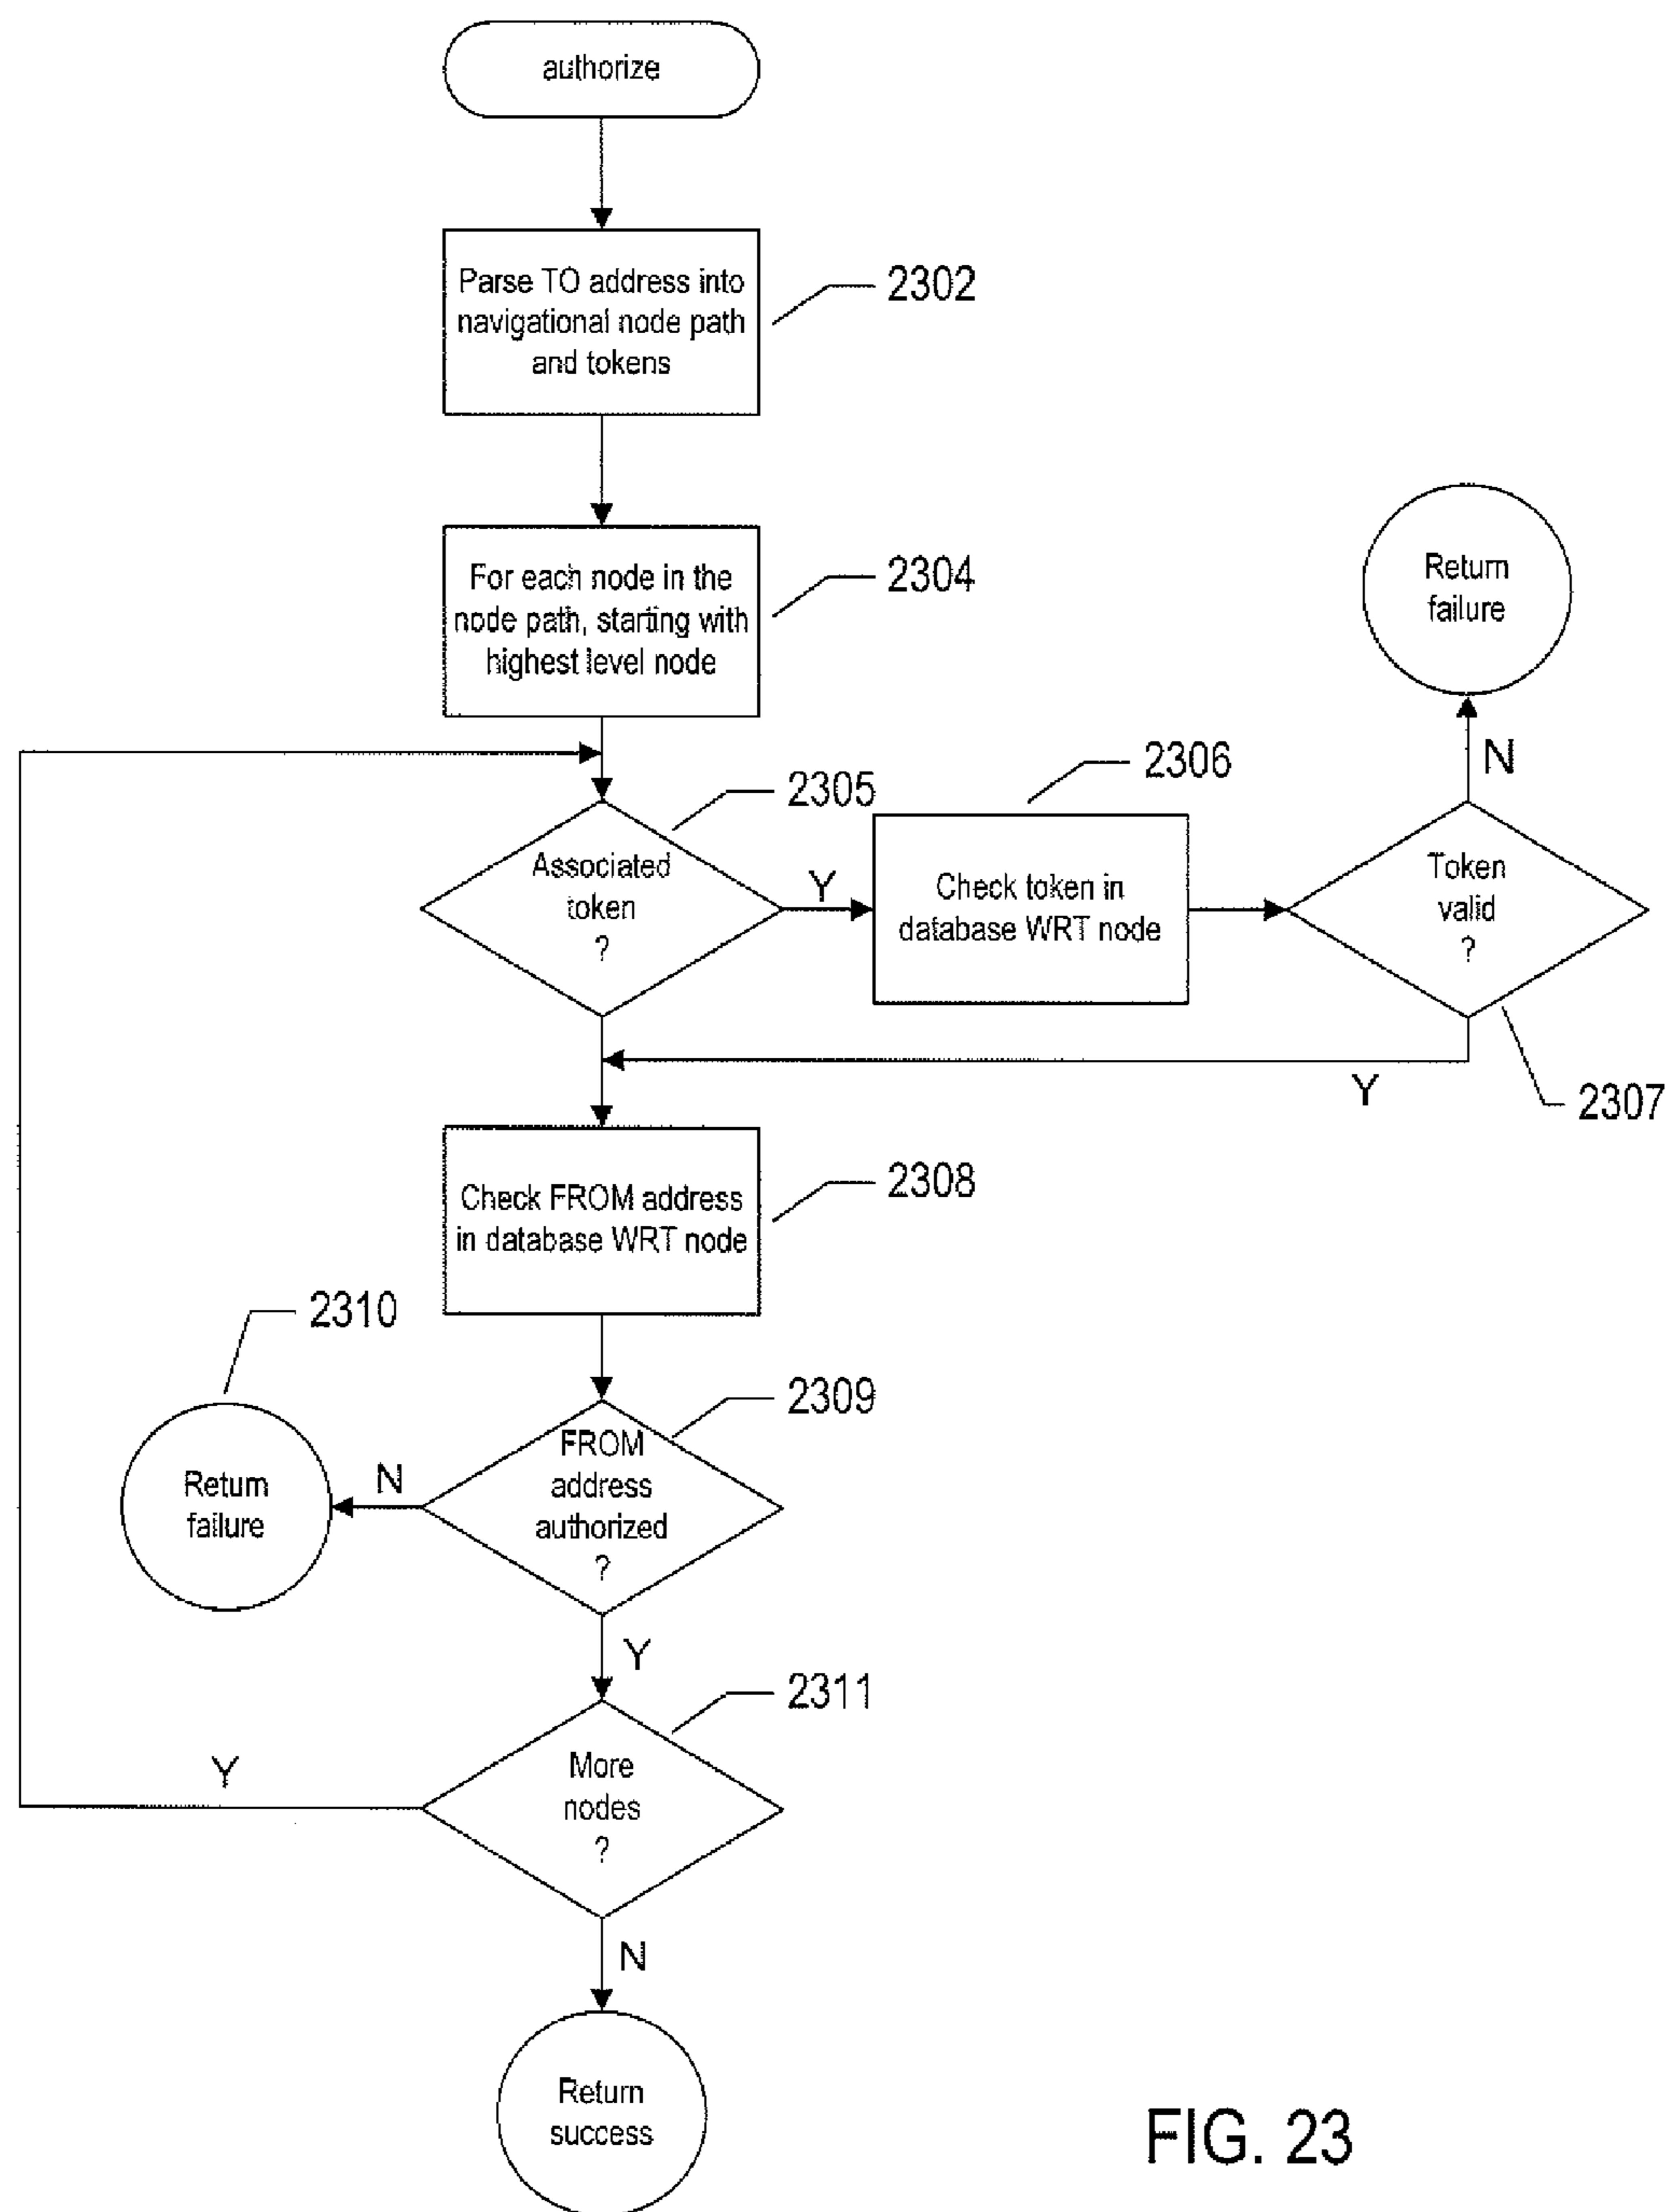 authorize
Parse TO address into
navigational node path
and tokens
2302
For each node in the
node path, starting with
highest level node
2304
Return
failure
N
2305
2306
Associated
token
?
Y
Check token in
database WRT node
Token
valid
?
Y
2307
Check FROM address
in database WRT node
2308
2310
2309
Return
failure
N
FROM
address
authorized
?
Y
2311
Y
More
nodes
?
N
Return
success
FIG. 23